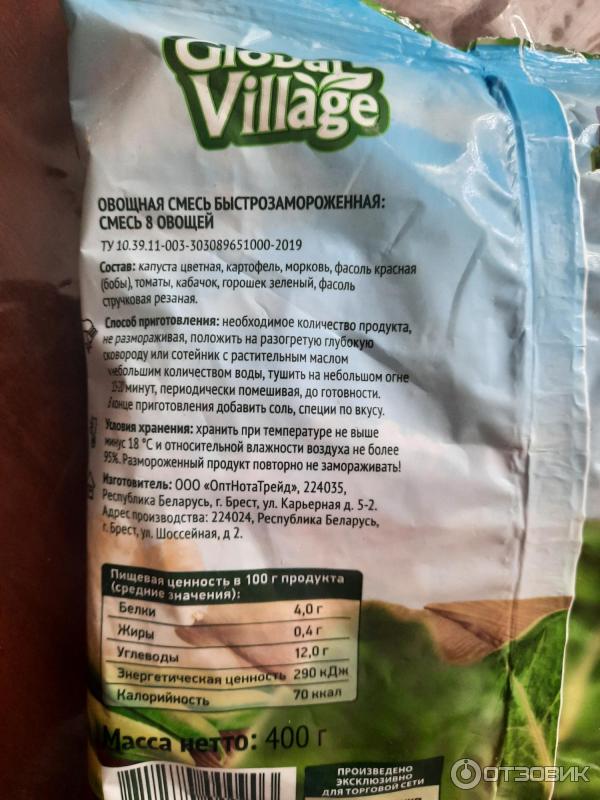 Global
Village
ОВОЩНАЯ СМЕСЬ БЫСТРОЗАМОРОЖЕННАЯ:
СМЕСЬ 8 ОВОЩЕЙ
ТУ 10.39.11-003-303089651000-2019
Состав: капуста цветная, картофель, морковь, фасоль красная
(бобы), томаты, кабачок, горошек зеленый, фасоль
стручковая резаная.
Способ приготовления: необходимое количество продукта,
не размораживая, положить на разогретую глубокую
сковороду или сотейник с растительным маслом
небольшим количеством воды, тушить на небольшом огне
15-20 минут, периодически помешивая, до готовности.
В конце приготовления добавить соль, специи по вкусу.
Условия хранения: хранить при температуре не выше
минус 18 °С и относительной влажности воздуха не более
95%. Размороженный продукт повторно не замораживать!
Изготовитель: ООО «ОптНотаТрейд», 224035,
Республика Беларусь, г. Брест, ул. Карьерная д. 5-2.
Адрес производства: 224024, Республика Беларусь,
г. Брест, ул. Шоссейная, д 2.
Пищевая ценность в 100 г продукта
(средние значения):
Белки 4,0 г
Жиры 0,4 г
Углеводы 12,0 г
Энергетическая ценность 290 кДж
Калорийность 70 ккал
Масса нетто: 400 г
ПРОИЗВЕДЕНО
ЭКСКЛЮЗИВНО
ДЛЯ ТОРГОВОЙ СЕТИ
ОТЗОВИК